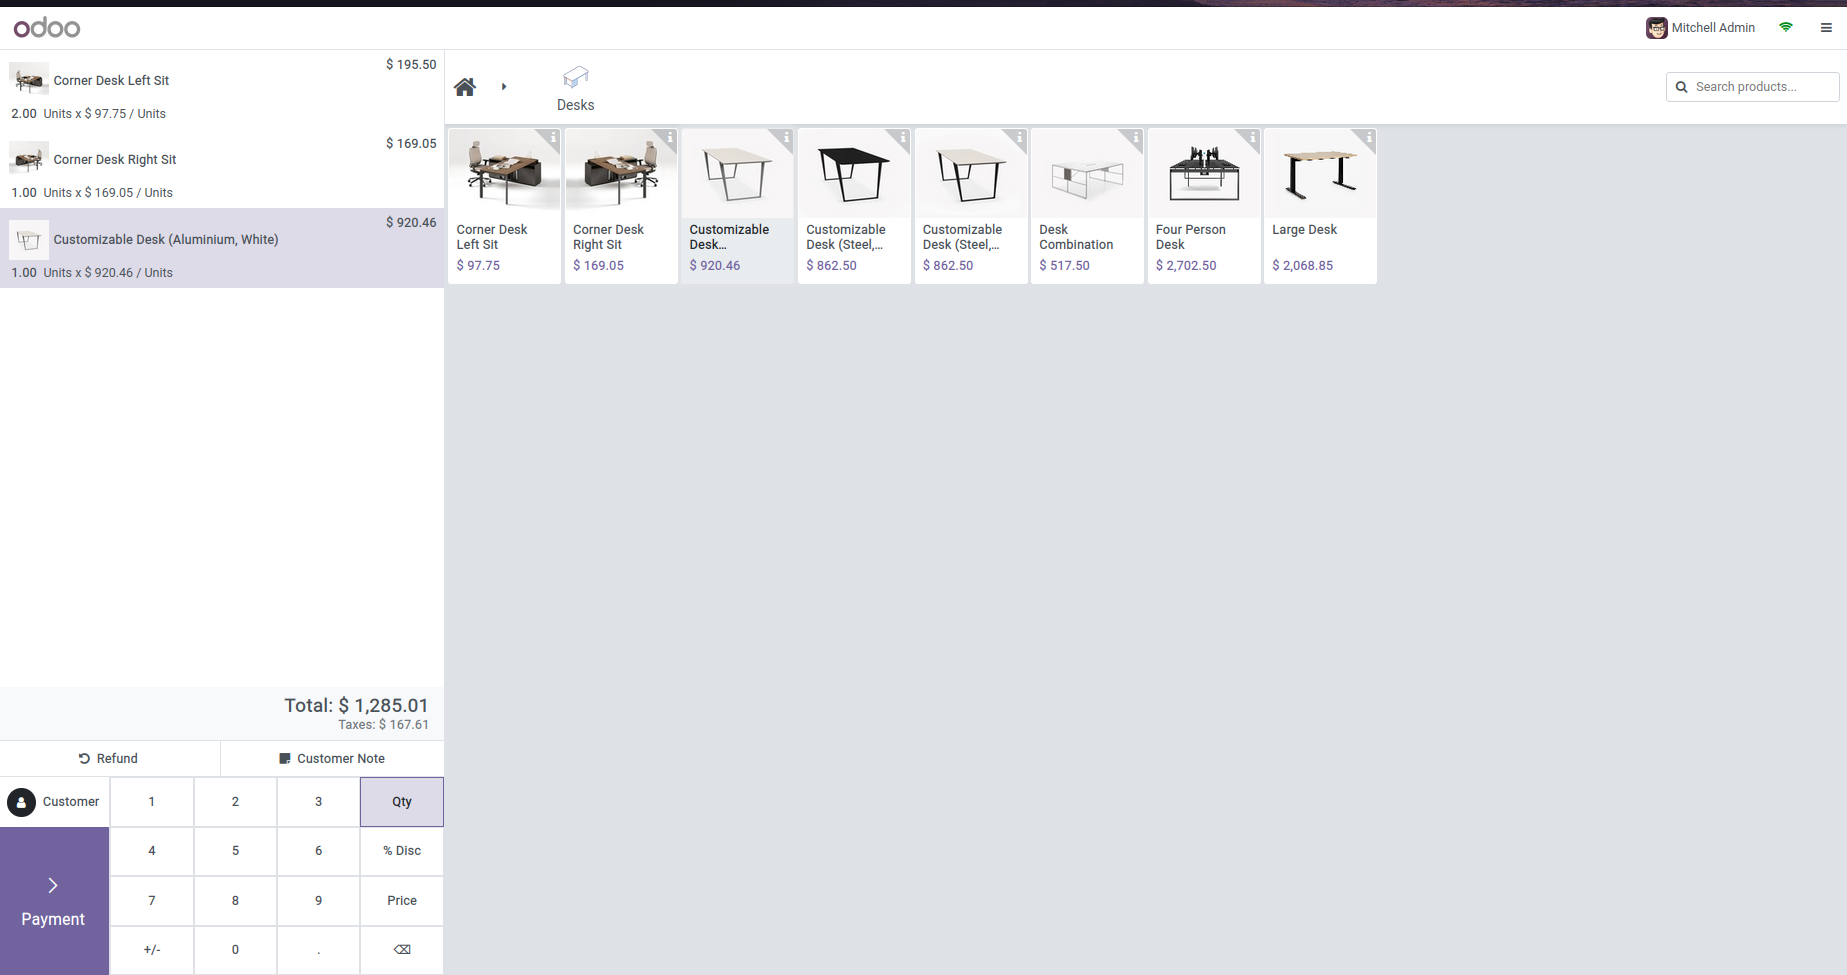 odoo
Mitchell Admin
Corner Desk Left Sit
$ 195.50
2.00 Units x $ 97.75 / Units
Corner Desk Right Sit
$ 169.05
1.00 Units x $ 169.05 / Units
Customizable Desk (Aluminium, White)
$ 920.46
1.00 Units x $ 920.46 / Units
Total: $ 1,285.01
Taxes: $ 167.61
Refund
Customer Note
Customer
1
2
3
Qty
4
5
6
% Disc
7
8
9
Price
+/-
0
.
Payment
Desks
Search products...
Corner Desk
Left Sit
$ 97.75
Corner Desk
Right Sit
$ 169.05
Customizable
Desk...
$ 920.46
Customizable
Desk (Steel,...
$ 862.50
Customizable
Desk (Steel,...
$ 862.50
Desk
Combination
$ 517.50
Four Person
Desk
$ 2,702.50
Large Desk
$ 2,068.85